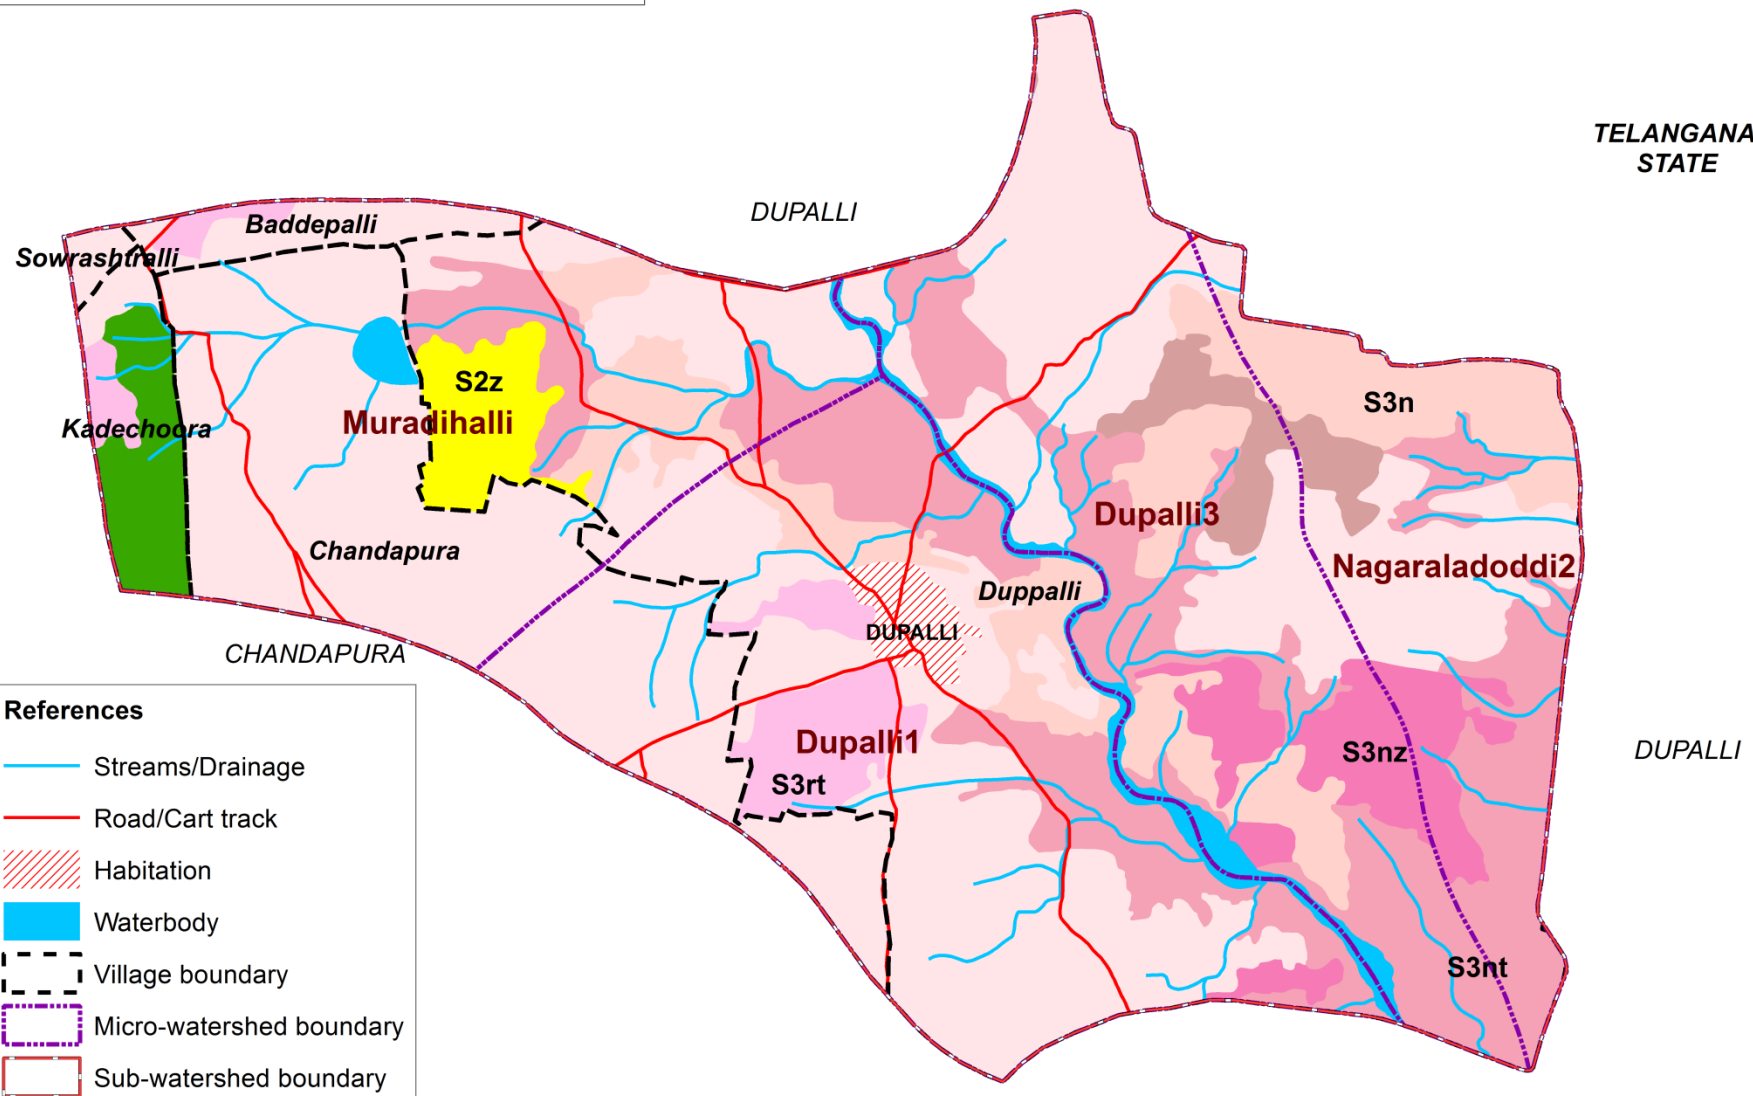 TELANGANA
STATE
DUPALLI
Baddepalli
Sowrashtralli
S2z
S3n
Muradihalli
Kadechoora
Dupalli3
Chandapura
Nagaraladoddi2
Duppalli
DUPALLI
CHANDAPURA
Dupalli1
S3nz
DUPALLI
S3rt
S3nt
References
Streams/Drainage
Road/Cart track
Habitation
Waterbody
Village boundary
Micro-watershed boundary
Sub-watershed boundary